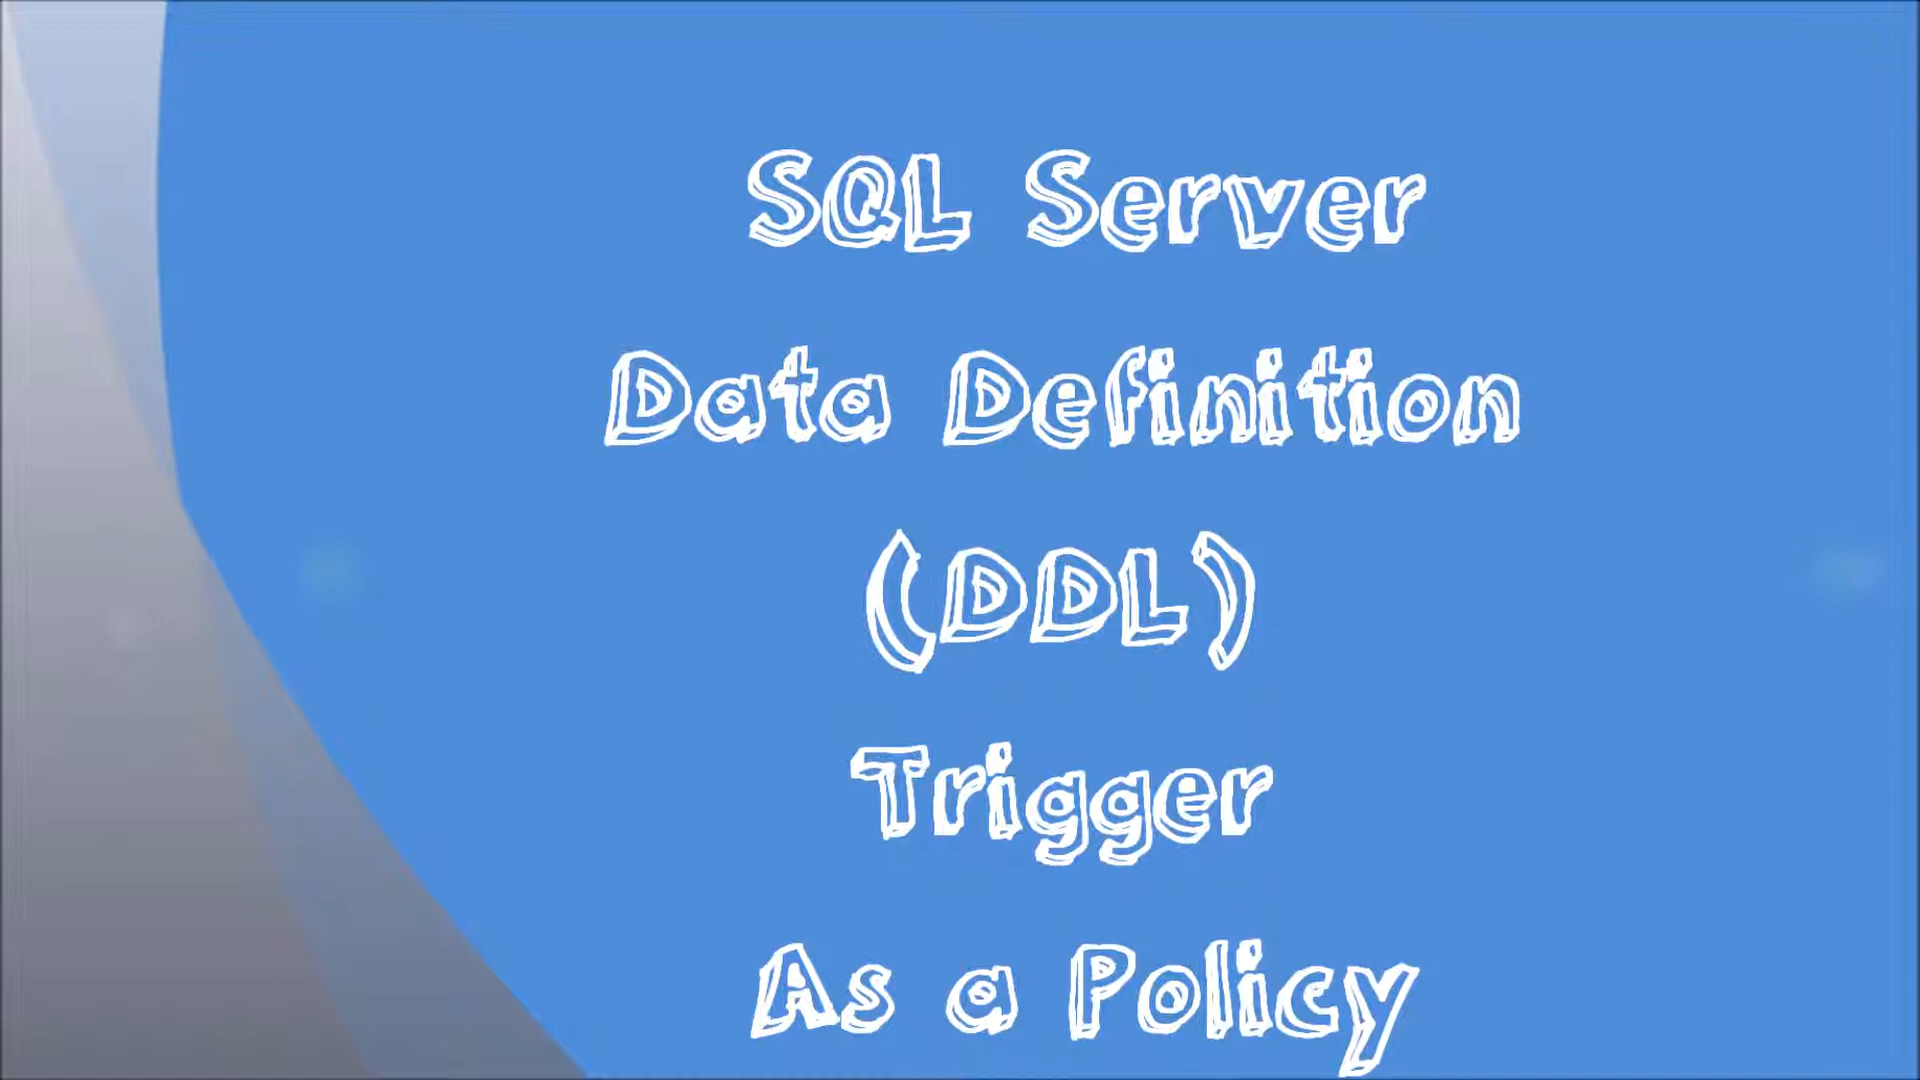 SQL Server
Data Definition
(DDL)
Trigger
As a Policy